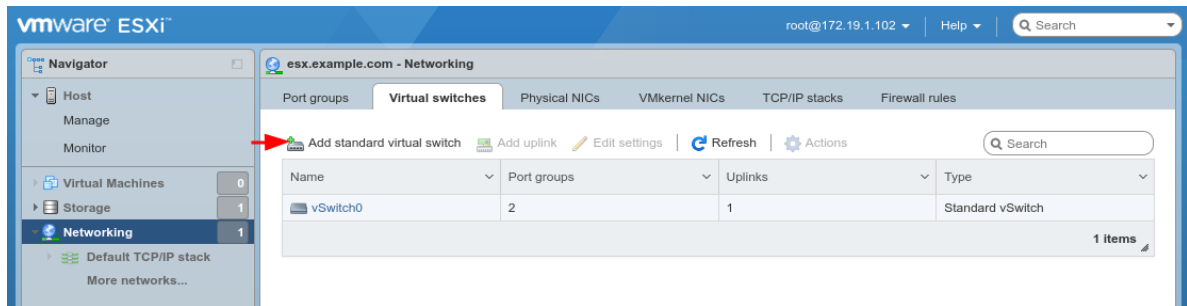 vmware ESXi™
root@172.19.1.102 Help Search
Navigator
Host
Manage
Monitor
Virtual Machines 0
Storage 1
Networking 1
Default TCP/IP stack
More networks...
esx.example.com - Networking
Port groups Virtual switches Physical NICs VMkernel NICs TCP/IP stacks Firewall rules
Add standard virtual switch Add uplink Edit settings Refresh Actions Search
Name Port groups Uplinks Type
vSwitch0 2 1 Standard vSwitch
1 items